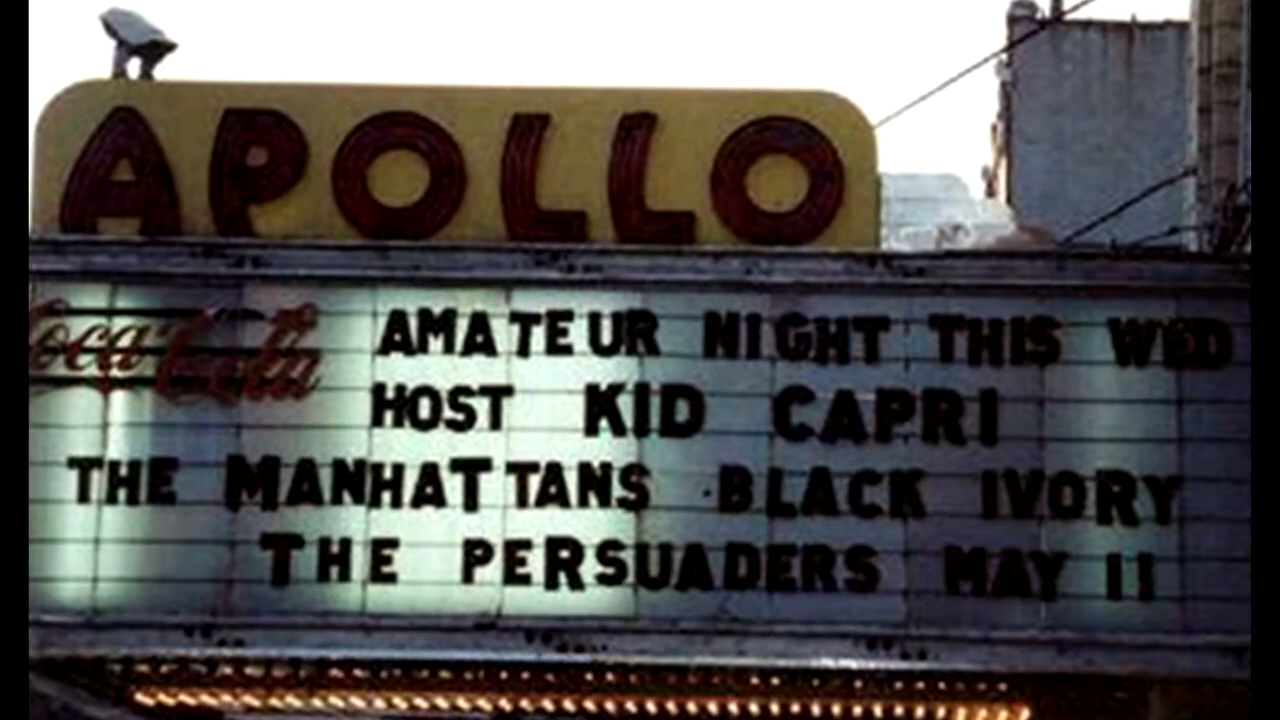 APOLLO
Coca-Cola
AMATEUR NIGHT THIS WED
HOST KID CAPRI
THE MANHATTANS BLACK IVORY
THE PERSUADERS MAY 11